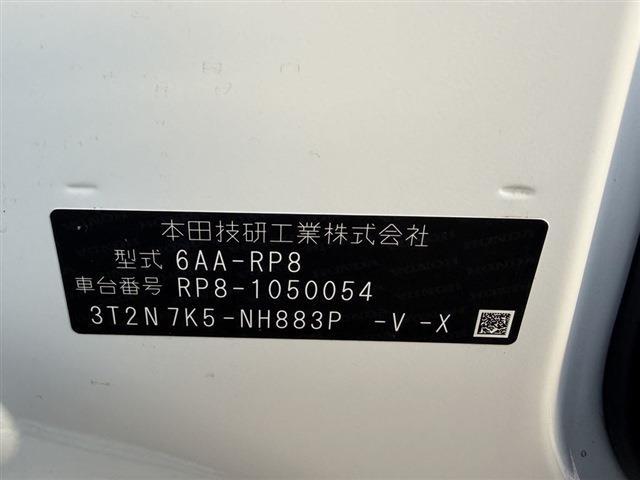 本田技研工業株式会社
型式 6AA-RP8
車台番号 RP8-1050054
3T2N7K5-NH883P -V -X